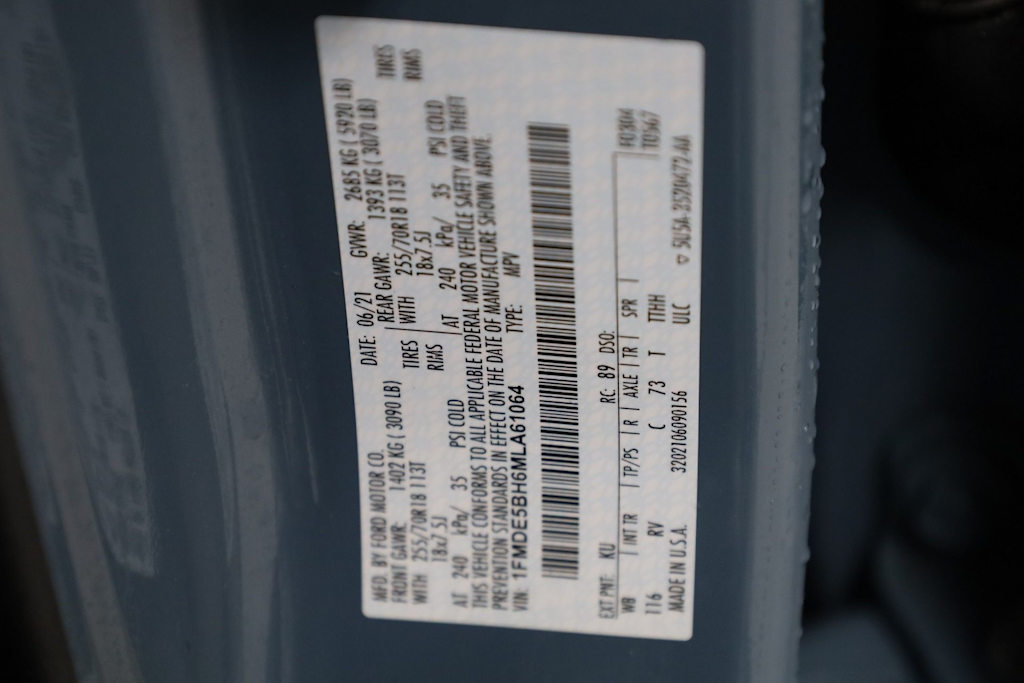 MFD. BY FORD MOTOR CO.
DATE: 06/21 GVWR: 2685 KG ( 5920 LB)
FRONT GAWR: 1402 KG ( 3090 LB) REAR GAWR: 1393 KG ( 3070 LB)
WITH 255/70R18 113T TIRES WITH 255/70R18 113T TIRES
18x7.5J RIMS 18x7.5J RIMS
AT 240 kPa/ 35 PSI COLD AT 240 kPa/ 35 PSI COLD
THIS VEHICLE CONFORMS TO ALL APPLICABLE FEDERAL MOTOR VEHICLE SAFETY AND THEFT
PREVENTION STANDARDS IN EFFECT ON THE DATE OF MANUFACTURE SHOWN ABOVE.
VIN: 1FMDE5BH6MLA61064 TYPE: MPV
EXT PNT: KU RC: 89 DSO:
WB INT TR TP/PS R AXLE TR SPR
F0304
T0367
116 RV C 73 T TTHH
MADE IN U.S.A. 3202106090156 ULC
▽ 5U5A-3520472-AA